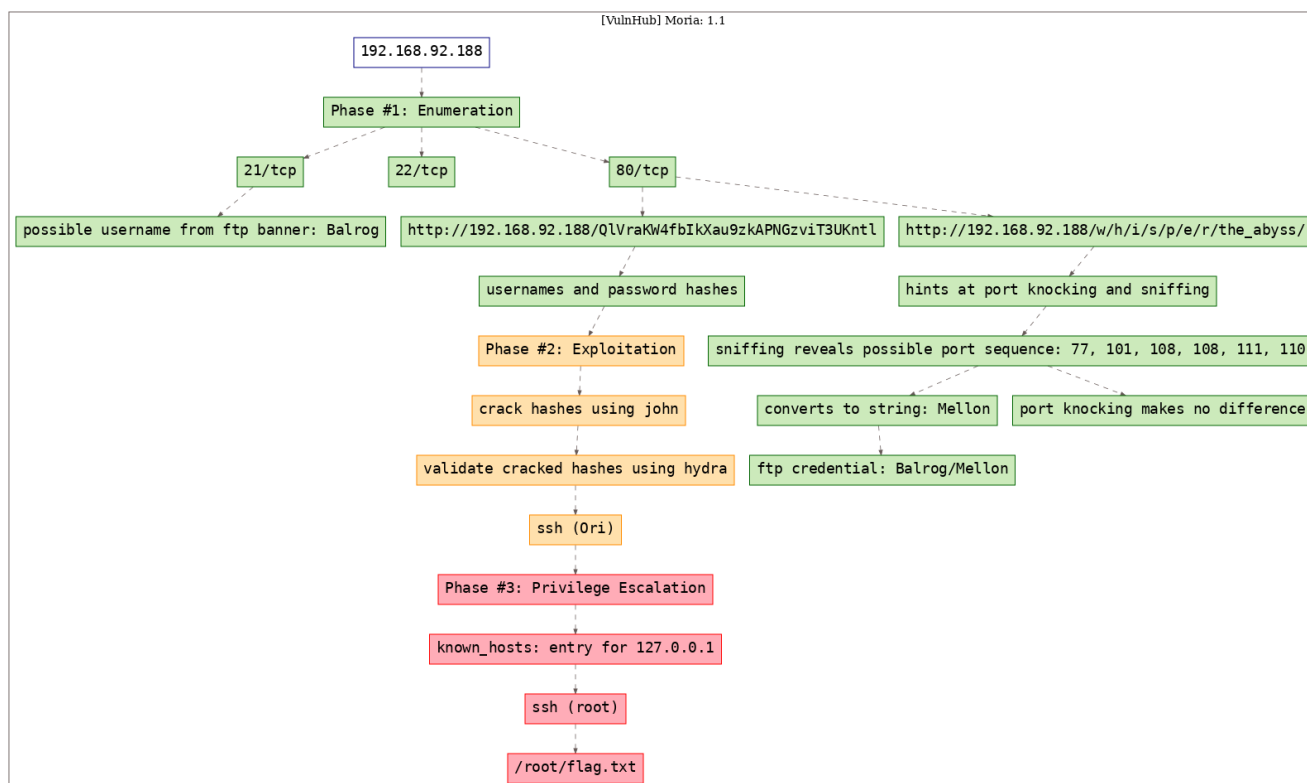 [VulnHub] Moria: 1.1
192.168.92.188
Phase #1: Enumeration
21/tcp
22/tcp
80/tcp
possible username from ftp banner: Balrog
http://192.168.92.188/QlVraKW4fbIkXau9zkAPNGzviT3UKntl
http://192.168.92.188/w/h/i/s/p/e/r/the_abyss/
usernames and password hashes
hints at port knocking and sniffing
Phase #2: Exploitation
sniffing reveals possible port sequence: 77, 101, 108, 108, 111, 110
crack hashes using john
converts to string: Mellon
port knocking makes no difference
validate cracked hashes using hydra
ftp credential: Balrog/Mellon
ssh (Ori)
Phase #3: Privilege Escalation
known_hosts: entry for 127.0.0.1
ssh (root)
/root/flag.txt